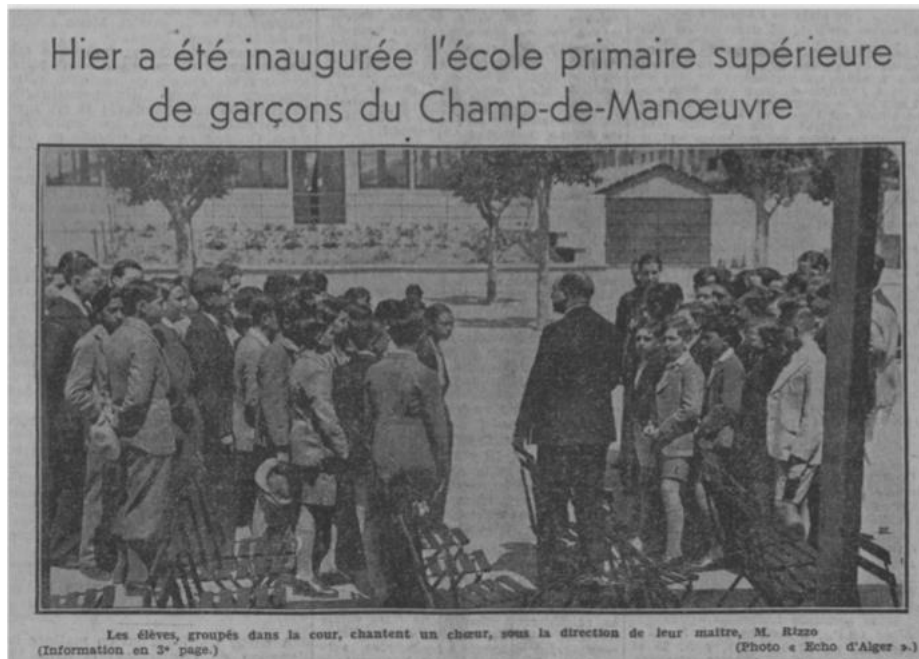 Hier a été inaugurée l'école primaire supérieure
de garçons du Champ-de-Manœuvre
Les élèves, groupés dans la cour, chantent un chœur, sous la direction de leur maître, M. Rizzo
(Information en 3e page.) (Photo « Echo d'Alger ».)